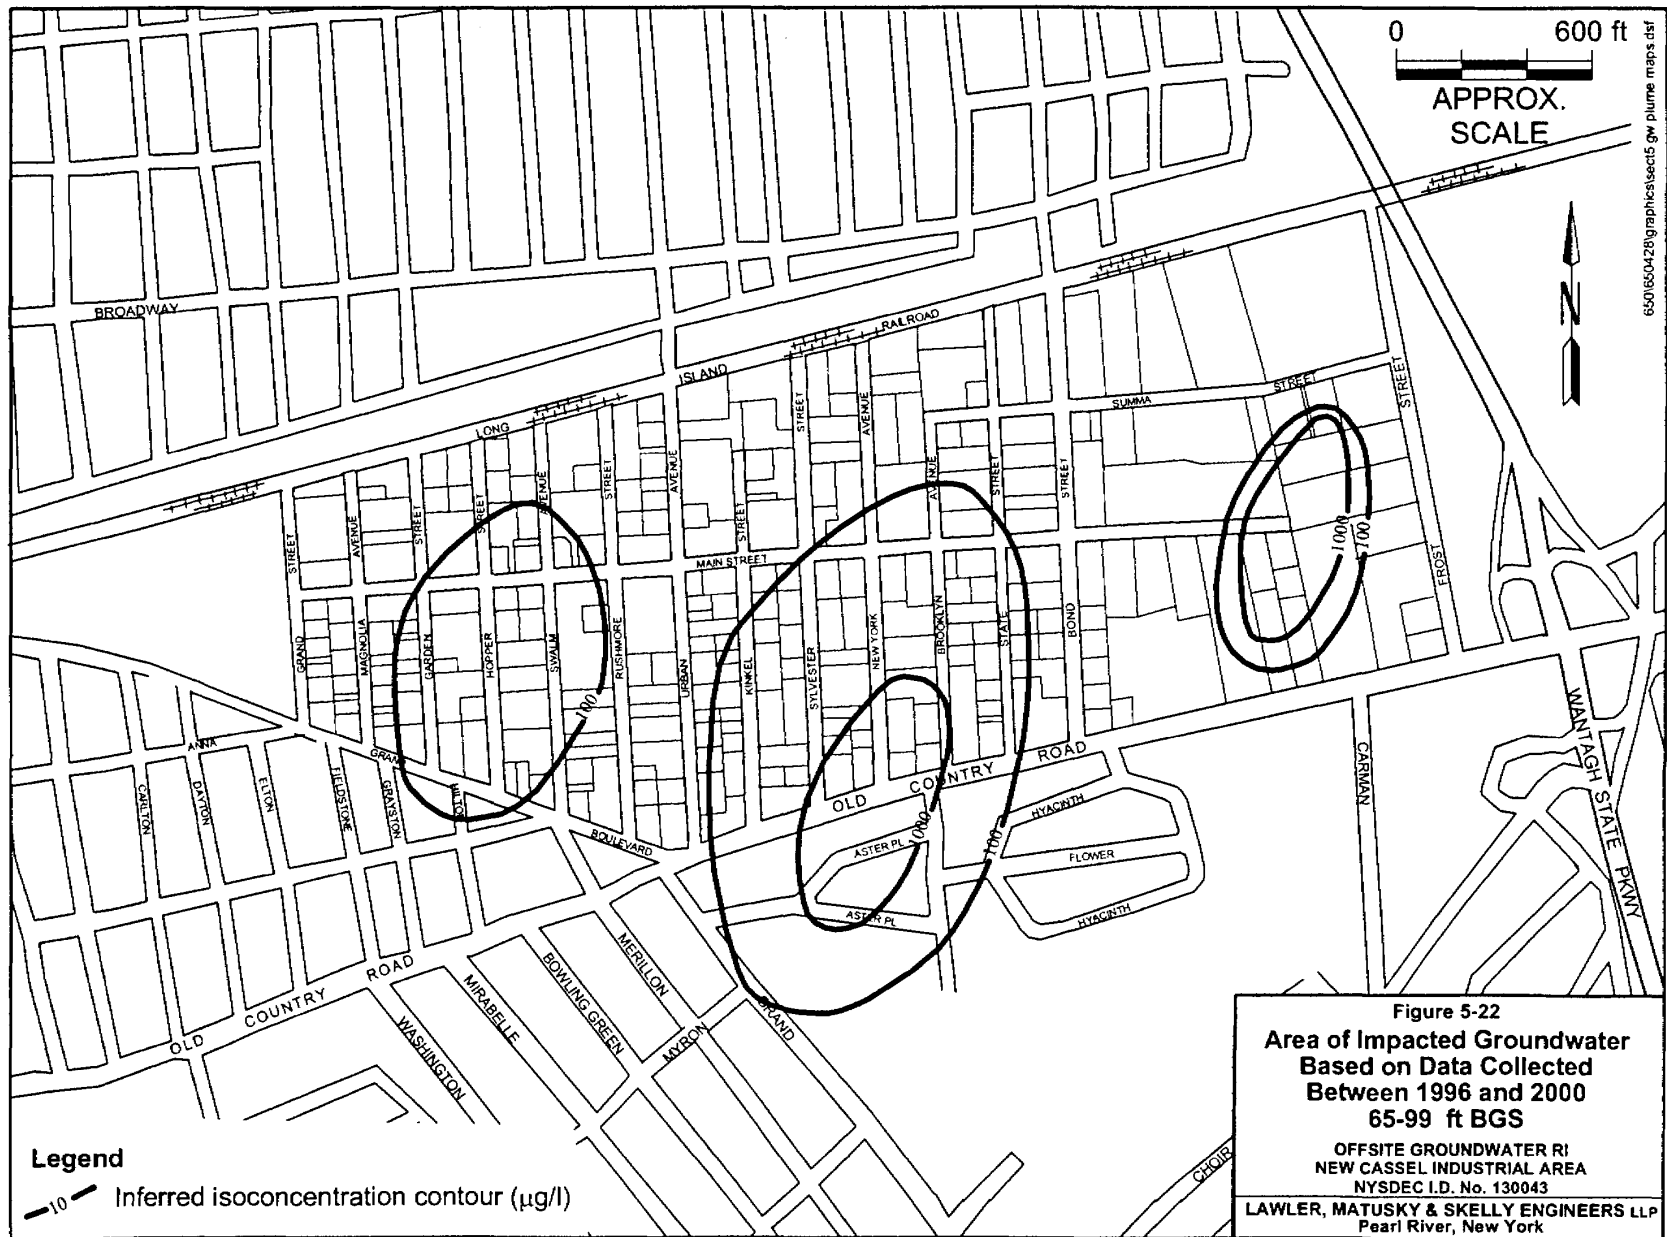 0 600 ft
APPROX.
SCALE
650\650428\graphics\sect5 gw plume maps dsf
N
BROADWAY
LONG
ISLAND
RAILROAD
SUMMA
STREET
STREET
FROST
STREET
AVENUE
STREET
STREET
AVENUE
STREET
AVENUE
STREET
STREET
AVENUE
AVENUE
STREET
STREET
MAIN STREET
GRAND
MAGNOLIA
GARDEN
HOPPER
SWALM
RUSHMORE
URBAN
KINKEL
SYLVESTER
NEW YORK
BROOKLYN
STATE
BOND
100
1000
100
1000
100
ANNA
GRAND
BOULEVARD
CARLTON
DAYTON
ELTON
FIELDSTONE
GRAYSTON
HILTON
OLD COUNTRY ROAD
ASTER PL
HYACINTH
FLOWER
ASTER PL
HYACINTH
CARMAN
WANTAGH STATE PKWY
OLD COUNTRY ROAD
WASHINGTON
MIRABELLE
BOWLING GREEN
MERILLON
MYRON
GRAND
CHOIR
Legend
10 Inferred isoconcentration contour (µg/l)
Figure 5-22
Area of Impacted Groundwater
Based on Data Collected
Between 1996 and 2000
65-99 ft BGS
OFFSITE GROUNDWATER RI
NEW CASSEL INDUSTRIAL AREA
NYSDEC I.D. No. 130043
LAWLER, MATUSKY & SKELLY ENGINEERS LLP
Pearl River, New York